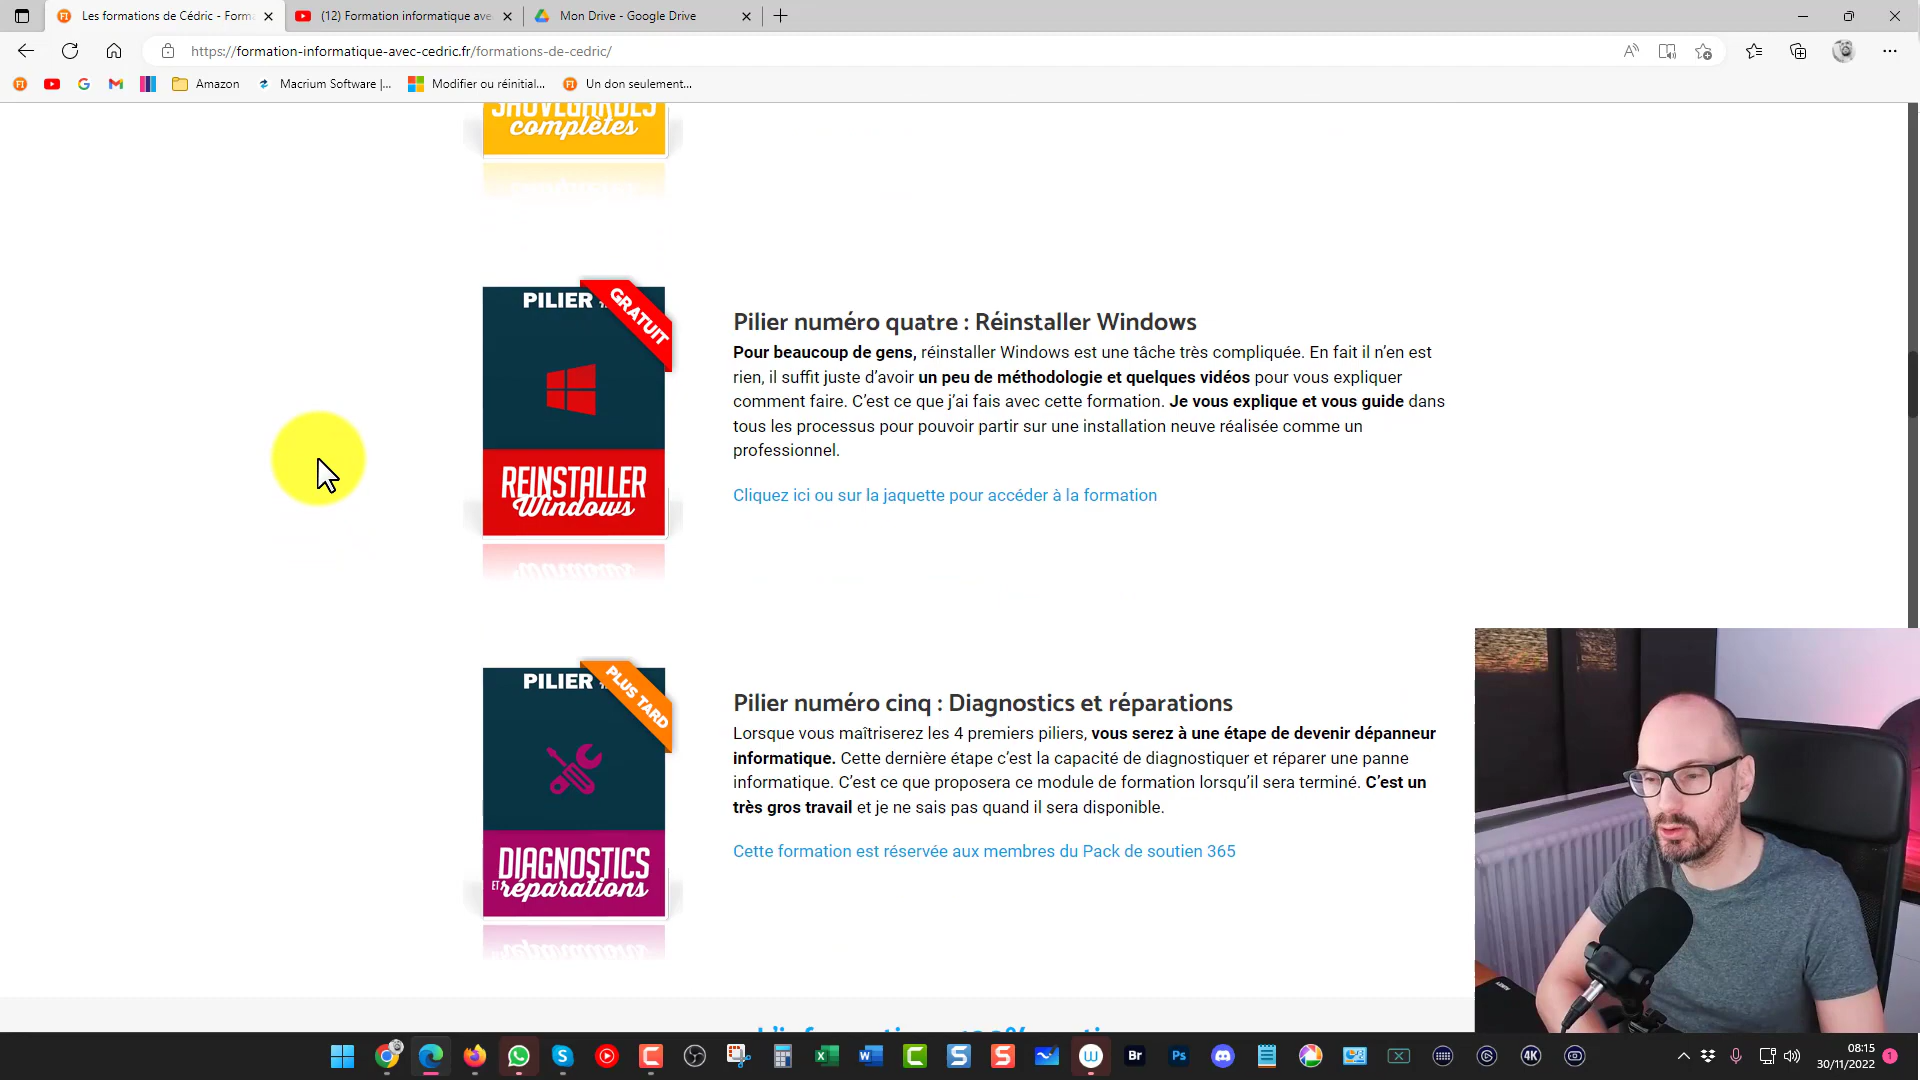 Les formations de Cédric - Forma
(12) Formation informatique ave
Mon Drive - Google Drive
https://formation-informatique-avec-cedric.fr/formations-de-cedric/
Amazon
Macrium Software |...
Modifier ou réinitial...
Un don seulement...
SAUVEGARDES
complètes
PILIER
GRATUIT
REINSTALLER
Windows
Pilier numéro quatre : Réinstaller Windows
Pour beaucoup de gens, réinstaller Windows est une tâche très compliquée. En fait il n’en est
rien, il suffit juste d’avoir un peu de méthodologie et quelques vidéos pour vous expliquer
comment faire. C’est ce que j’ai fais avec cette formation. Je vous explique et vous guide dans
tous les processus pour pouvoir partir sur une installation neuve réalisée comme un
professionnel.
Cliquez ici ou sur la jaquette pour accéder à la formation
PILIER
PLUS TARD
DIAGNOSTICS
ET réparations
Pilier numéro cinq : Diagnostics et réparations
Lorsque vous maîtriserez les 4 premiers piliers, vous serez à une étape de devenir dépanneur
informatique. Cette dernière étape c’est la capacité de diagnostiquer et réparer une panne
informatique. C’est ce que proposera ce module de formation lorsqu’il sera terminé. C’est un
très gros travail et je ne sais pas quand il sera disponible.
Cette formation est réservée aux membres du Pack de soutien 365
08:15
30/11/2022